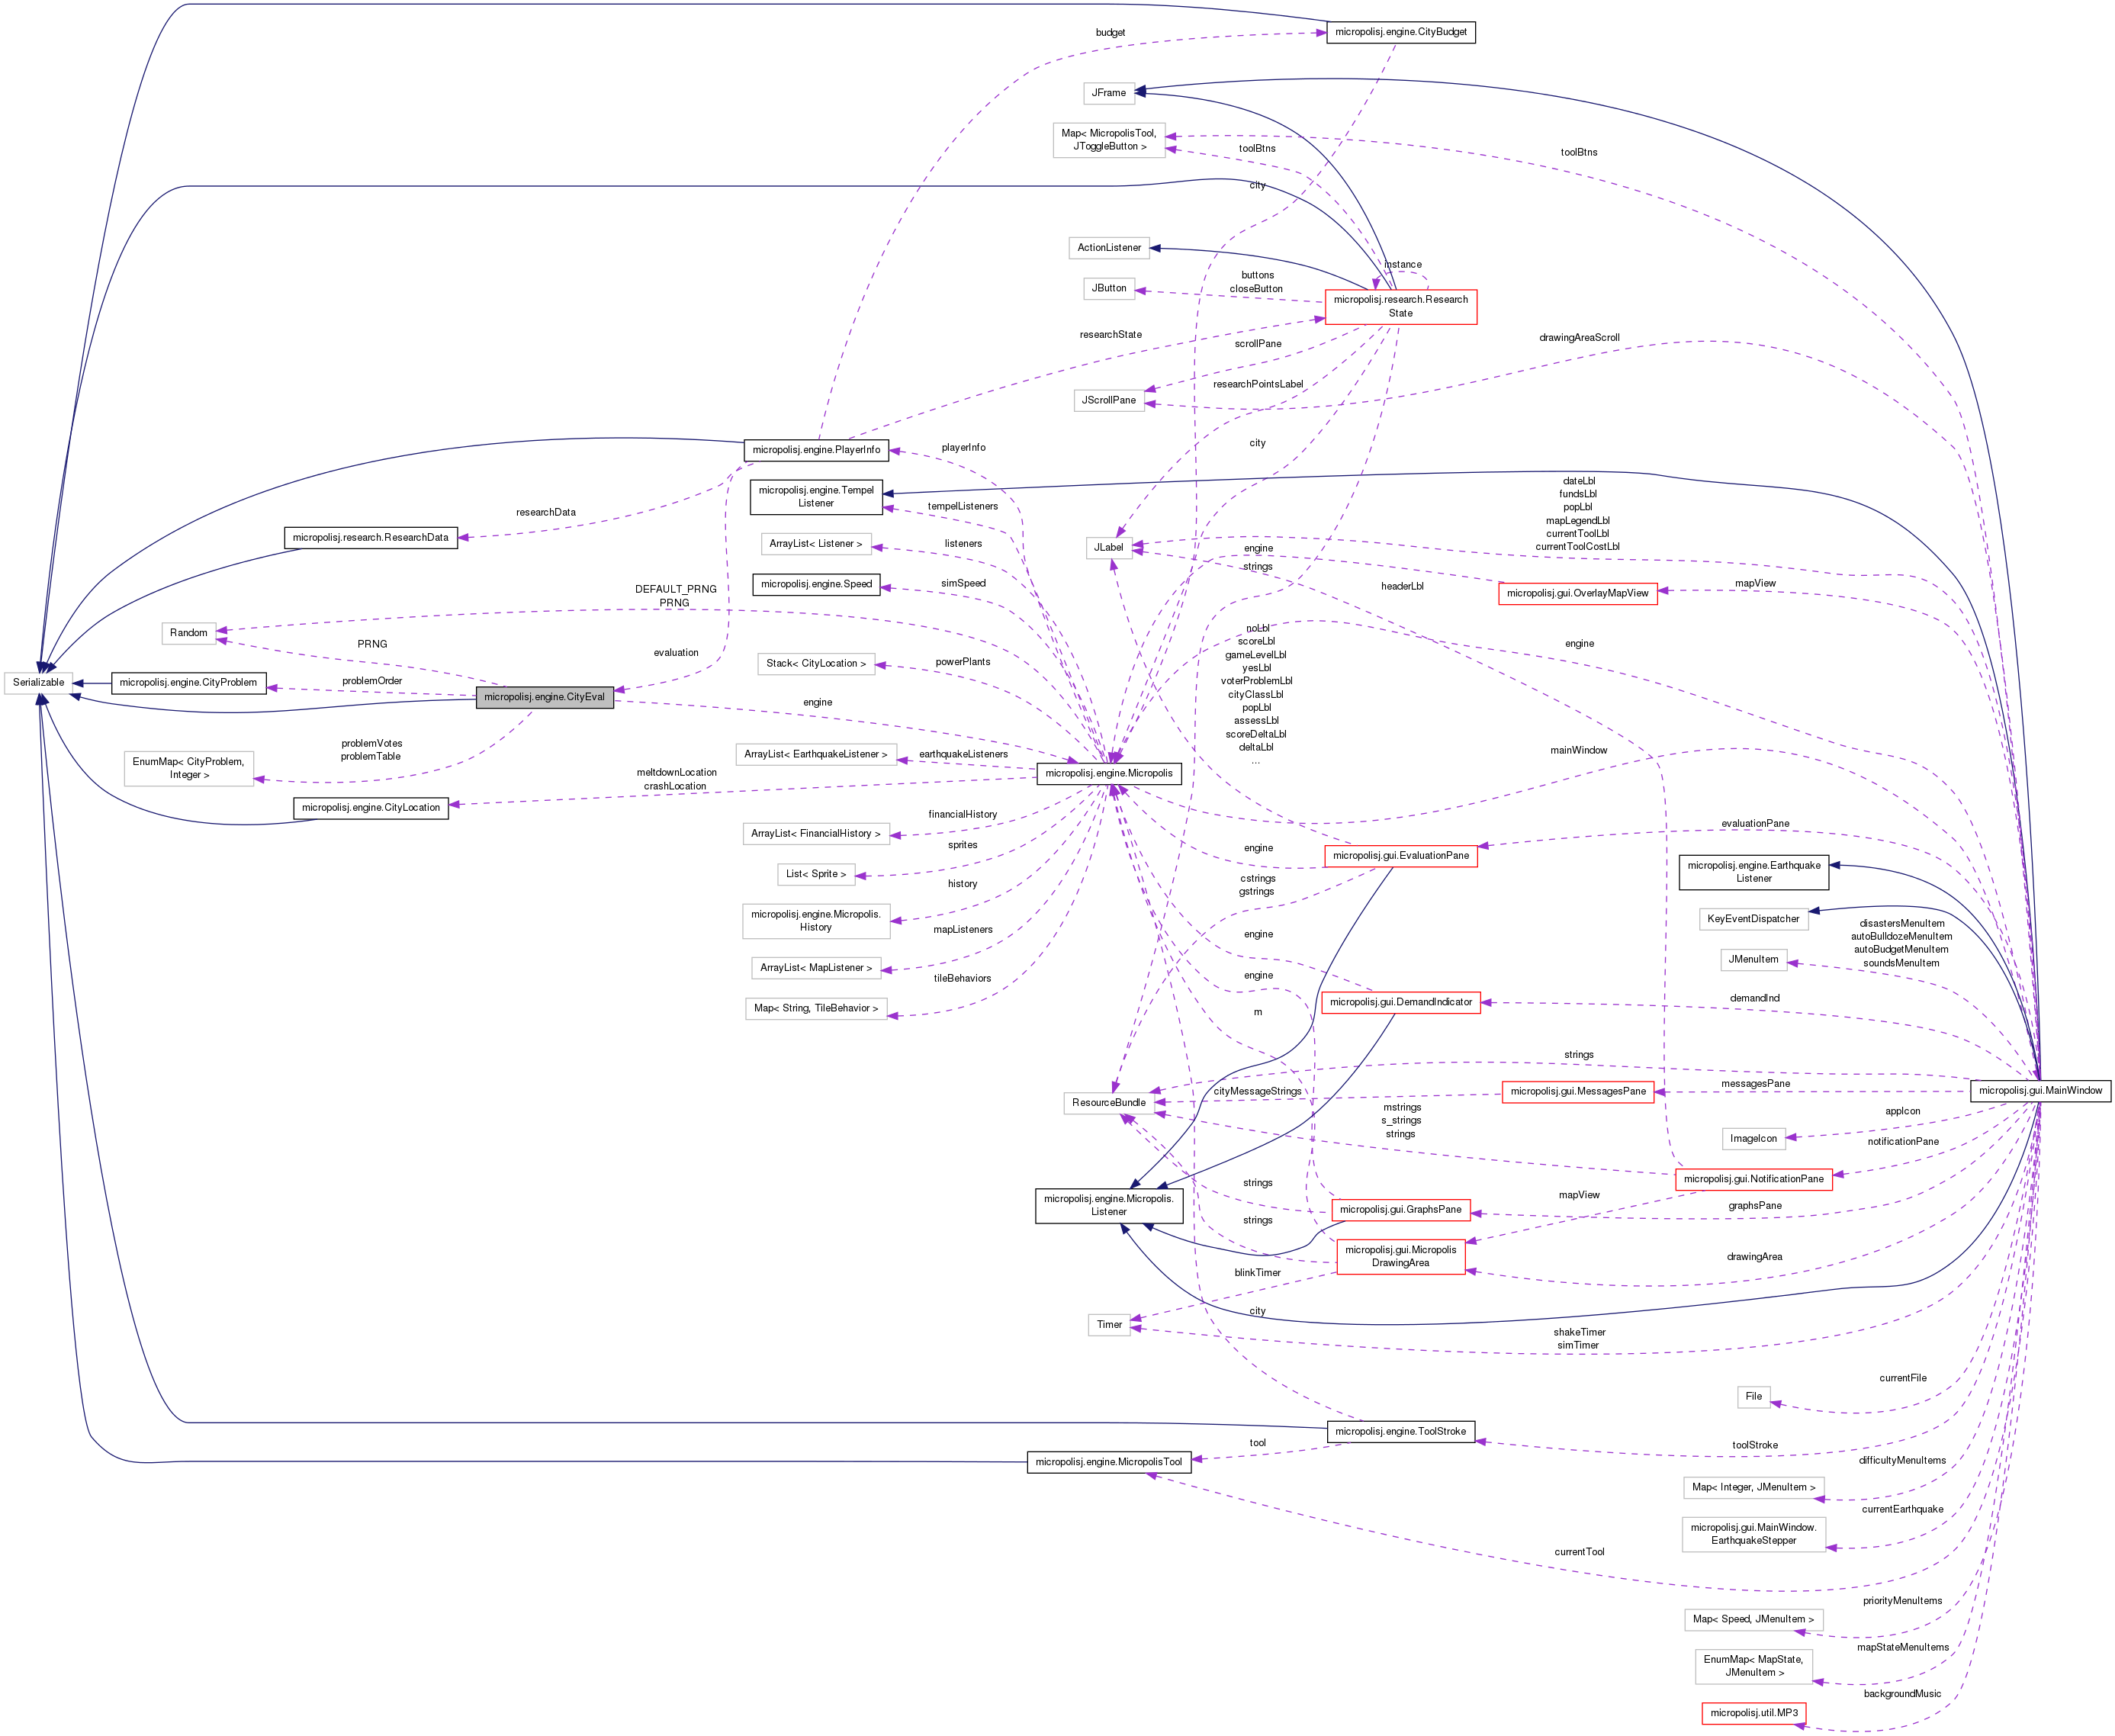 budget
micropolisj.engine.CityBudget
JFrame
Map< MicropolisTool,
JToggleButton >
toolBtns
toolBtns
city
ActionListener
instance
JButton
buttons
closeButton
micropolisj.research.Research
State
researchState
scrollPane
drawingAreaScroll
researchPointsLabel
JScrollPane
micropolisj.engine.PlayerInfo
playerInfo
city
micropolisj.engine.Tempel
Listener
tempelListeners
dateLbl
fundsLbl
popLbl
mapLegendLbl
currentToolLbl
currentToolCostLbl
researchData
micropolisj.research.ResearchData
ArrayList< Listener >
listeners
JLabel
engine
strings
headerLbl
micropolisj.engine.Speed
simSpeed
mapView
micropolisj.gui.OverlayMapView
DEFAULT_PRNG
PRNG
Random
PRNG
evaluation
Stack< CityLocation >
powerPlants
noLbl
scoreLbl
gameLevelLbl
yesLbl
voterProblemLbl
cityClassLbl
popLbl
assessLbl
scoreDeltaLbl
deltaLbl
...
engine
Serializable
micropolisj.engine.CityProblem
problemOrder
micropolisj.engine.CityEval
engine
problemVotes
problemTable
EnumMap< CityProblem,
Integer >
ArrayList< EarthquakeListener >
earthquakeListeners
mainWindow
micropolisj.engine.Micropolis
meltdownLocation
crashLocation
micropolisj.engine.CityLocation
financialHistory
ArrayList< FinancialHistory >
evaluationPane
sprites
engine
micropolisj.gui.EvaluationPane
List< Sprite >
history
cstrings
gstrings
micropolisj.engine.Earthquake
Listener
micropolisj.engine.Micropolis.
History
KeyEventDispatcher
mapListeners
engine
disastersMenuItem
autoBulldozeMenuItem
autoBudgetMenuItem
soundsMenuItem
JMenuItem
ArrayList< MapListener >
tileBehaviors
engine
Map< String, TileBehavior >
m
micropolisj.gui.DemandIndicator
demandInd
strings
cityMessageStrings
micropolisj.gui.MessagesPane
messagesPane
micropolisj.gui.MainWindow
ResourceBundle
mstrings
s_strings
strings
appIcon
ImageIcon
notificationPane
micropolisj.gui.NotificationPane
strings
mapView
micropolisj.engine.Micropolis.
Listener
micropolisj.gui.GraphsPane
graphsPane
strings
micropolisj.gui.Micropolis
DrawingArea
drawingArea
blinkTimer
city
Timer
shakeTimer
simTimer
currentFile
File
micropolisj.engine.ToolStroke
toolStroke
tool
micropolisj.engine.MicropolisTool
difficultyMenuItems
Map< Integer, JMenuItem >
currentEarthquake
micropolisj.gui.MainWindow.
EarthquakeStepper
currentTool
priorityMenuItems
Map< Speed, JMenuItem >
mapStateMenuItems
EnumMap< MapState,
JMenuItem >
backgroundMusic
micropolisj.util.MP3